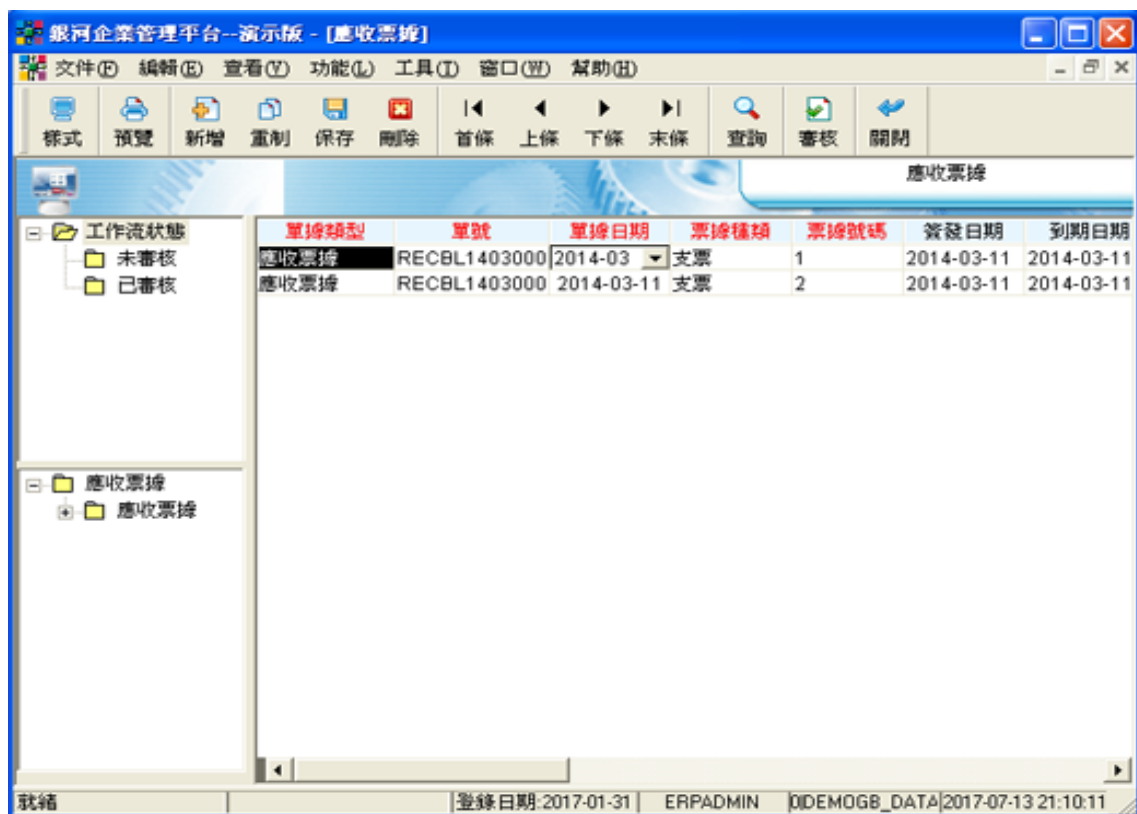 銀河企業管理平台--演示版 - [應收票據]
文件(F) 編輯(E) 查看(V) 功能(L) 工具(T) 窗口(W) 幫助(H)
樣式 預覽 新增 重制 保存 刪除 首條 上條 下條 末條 查詢 審核 關閉
應收票據
工作流狀態
未審核
已審核
應收票據
應收票據
單據類型 單號 單據日期 票據種類 票據號碼 簽發日期 到期日期
應收票據 RECBL1403000 2014-03 支票 1 2014-03-11 2014-03-11
應收票據 RECBL1403000 2014-03-11 支票 2 2014-03-11 2014-03-11
就緒 登錄日期:2017-01-31 ERPADMIN 0|DEMOGB_DATA 2017-07-13 21:10:11